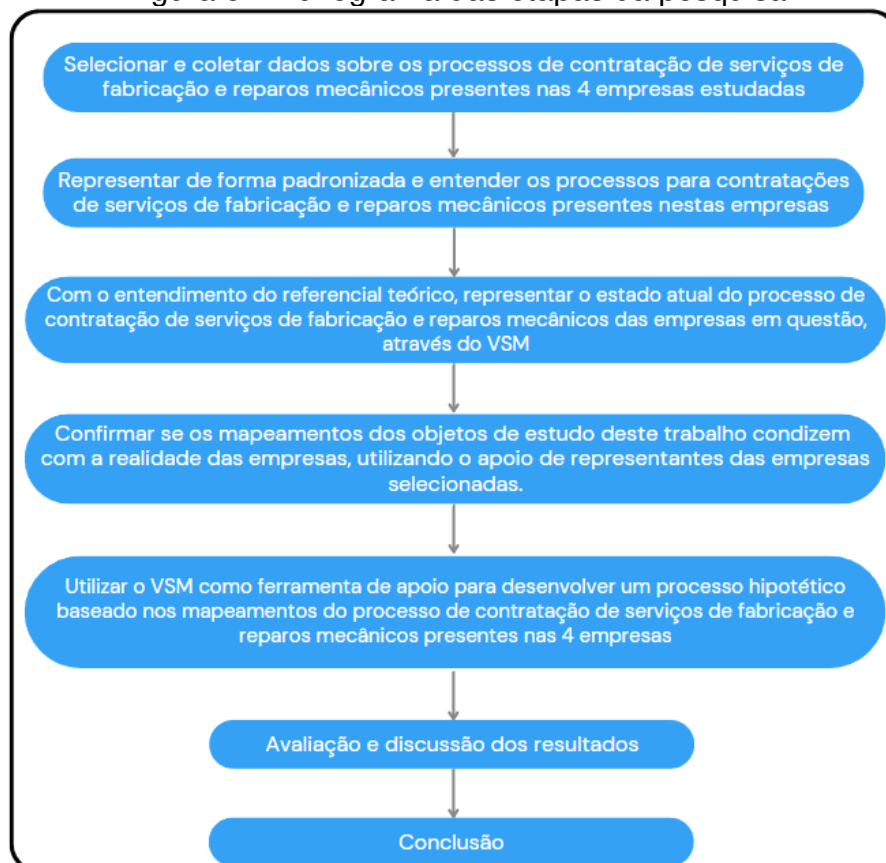 das etapas da pesquisa
Selecionar e coletar dados sobre os processos de contratação de serviços de
fabricação e reparos mecânicos presentes nas 4 empresas estudadas
Representar de forma padronizada e entender os processos para contratações
de serviços de fabricação e reparos mecânicos presentes nestas empresas
Com o entendimento do referencial teórico, representar o estado atual do processo de
contratação de serviços de fabricação e reparos mecânicos das empresas em questão,
através do VSM
Confirmar se os mapeamentos dos objetos de estudo deste trabalho condizem
com a realidade das empresas, utilizando o apoio de representantes das empresas
selecionadas.
Utilizar o VSM como ferramenta de apoio para desenvolver um processo hipotético
baseado nos mapeamentos do processo de contratação de serviços de fabricação e
reparos mecânicos presentes nas 4 empresas
Avaliação e discussão dos resultados
Conclusão